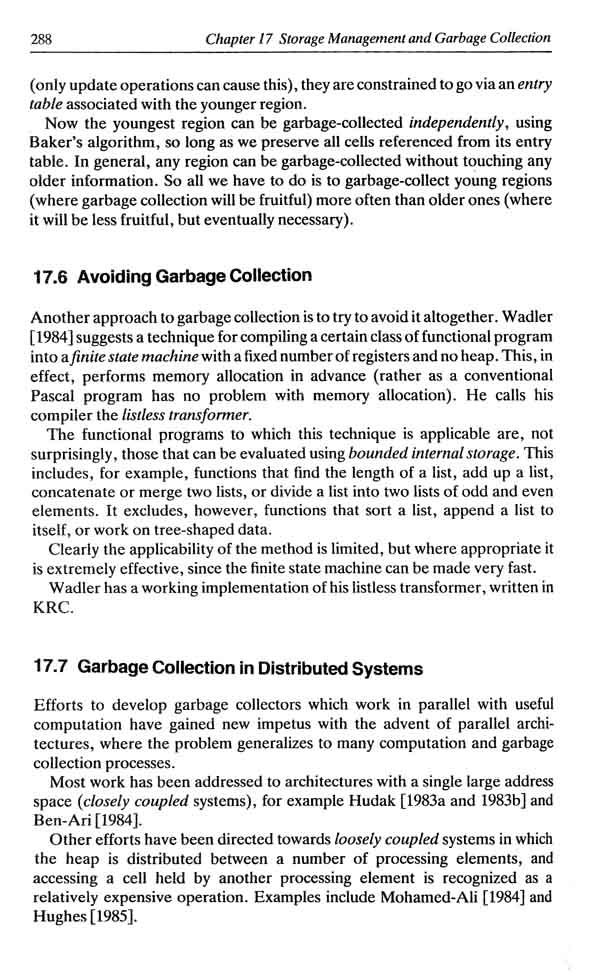 288 Chapter 17 Storage Management and Garbage Collection
(only update operations can cause this), they are constrained to go via an entry
table associated with the younger region.
Now the youngest region can be garbage-collected independently, using
Baker's algorithm, so long as we preserve all cells referenced from its entry
table. In general, any region can be garbage-collected without touching any
older information. So all we have to do is to garbage-collect young regions
(where garbage collection will be fruitful) more often than older ones (where
it will be less fruitful, but eventually necessary).
17.6 Avoiding Garbage Collection
Another approach to garbage collection is to try to avoid it altogether. Wadler
[1984] suggests a technique for compiling a certain class of functional program
into a finite state machine with a fixed number of registers and no heap. This, in
effect, performs memory allocation in advance (rather as a conventional
Pascal program has no problem with memory allocation). He calls his
compiler the listless transformer.
The functional programs to which this technique is applicable are, not
surprisingly, those that can be evaluated using bounded internal storage. This
includes, for example, functions that find the length of a list, add up a list,
concatenate or merge two lists, or divide a list into two lists of odd and even
elements. It excludes, however, functions that sort a list, append a list to
itself, or work on tree-shaped data.
Clearly the applicability of the method is limited, but where appropriate it
is extremely effective, since the finite state machine can be made very fast.
Wadler has a working implementation of his listless transformer, written in
KRC.
17.7 Garbage Collection in Distributed Systems
Efforts to develop garbage collectors which work in parallel with useful
computation have gained new impetus with the advent of parallel archi-
tectures, where the problem generalizes to many computation and garbage
collection processes.
Most work has been addressed to architectures with a single large address
space (closely coupled systems), for example Hudak [1983a and 1983b] and
Ben-Ari [1984].
Other efforts have been directed towards loosely coupled systems in which
the heap is distributed between a number of processing elements, and
accessing a cell held by another processing element is recognized as a
relatively expensive operation. Examples include Mohamed-Ali [1984] and
Hughes [1985].